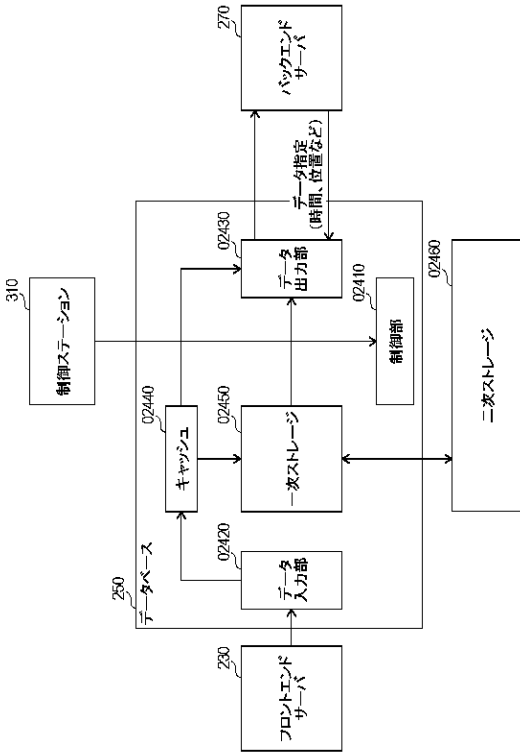 310
制御ステーション
250
データベース
230
フロントエンド
サーバ
02420
データ
入力部
02440
キャッシュ
02450
一次ストレージ
02430
データ
出力部
データ指定
(時間、位置など)
270
バックエンド
サーバ
02410
制御部
02460
二次ストレージ